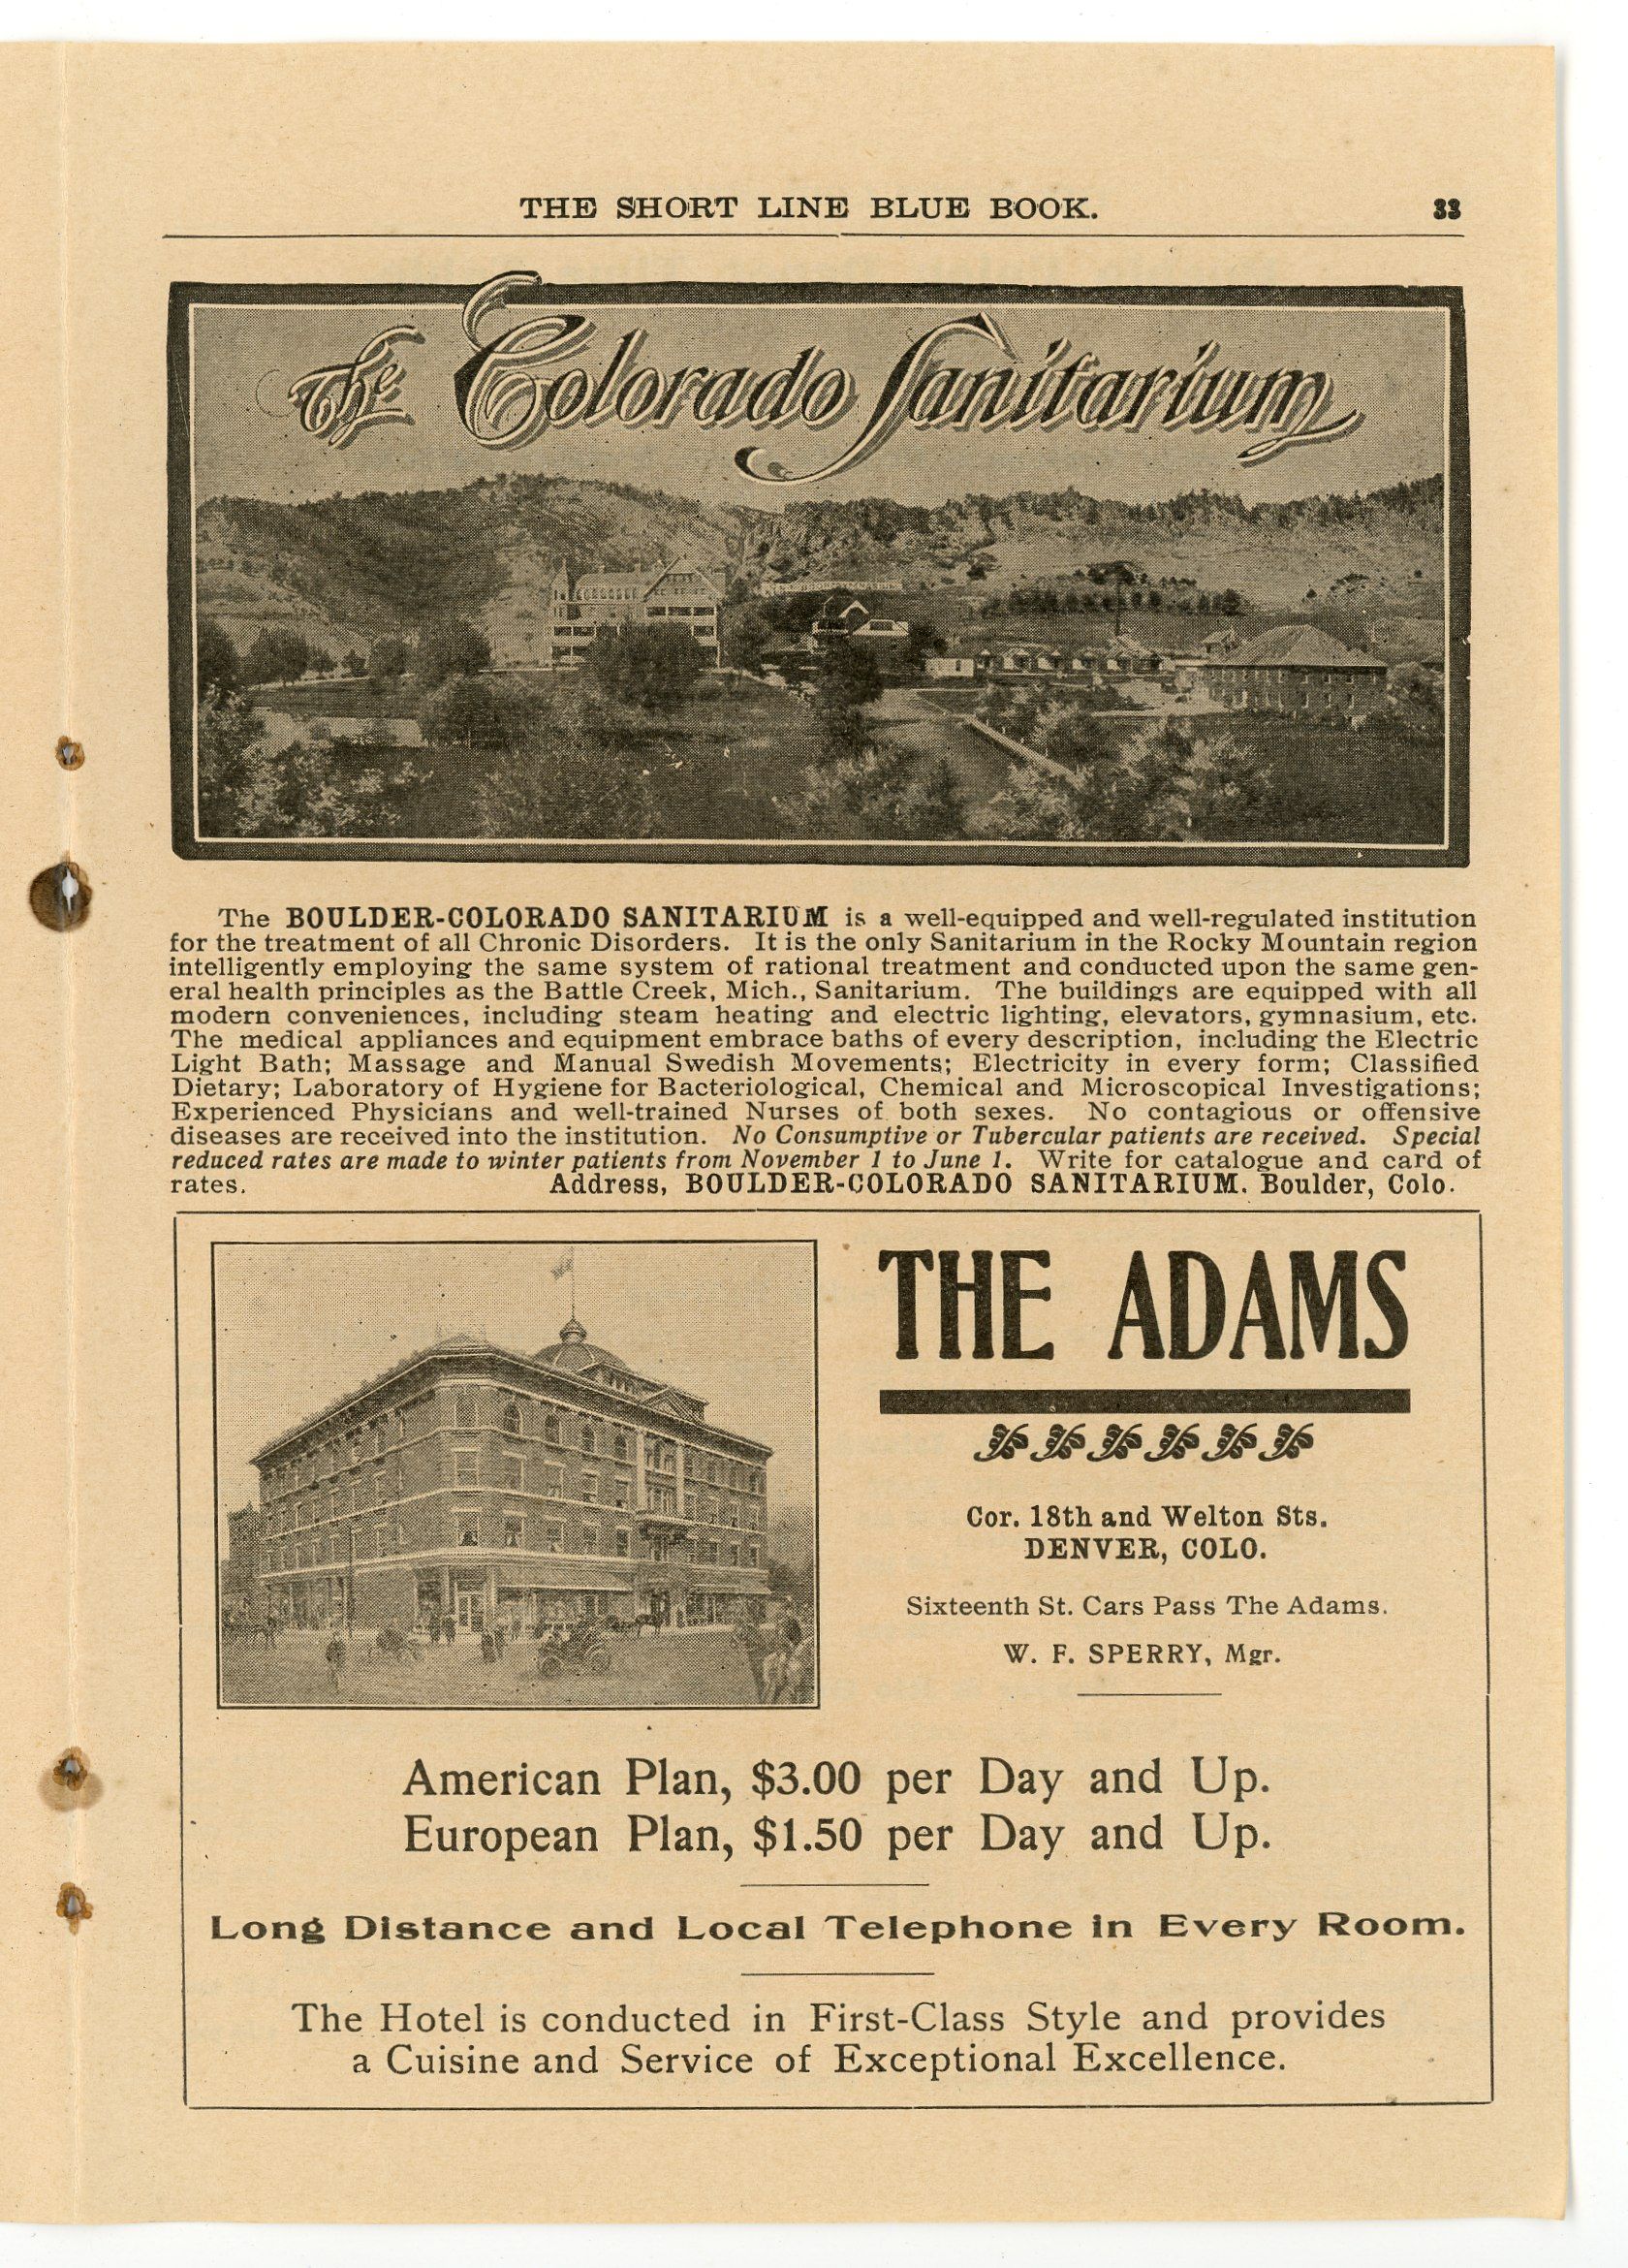 THE SHORT LINE BLUE BOOK. 33
The Colorado Sanitarium
The BOULDER-COLORADO SANITARIUM is a well-equipped and well-regulated institution
for the treatment of all Chronic Disorders. It is the only Sanitarium in the Rocky Mountain region
intelligently employing the same system of rational treatment and conducted upon the same gen-
eral health principles as the Battle Creek, Mich., Sanitarium. The buildings are equipped with all
modern conveniences, including steam heating and electric lighting, elevators, gymnasium, etc.
The medical appliances and equipment embrace baths of every description, including the Electric
Light Bath; Massage and Manual Swedish Movements; Electricity in every form; Classified
Dietary; Laboratory of Hygiene for Bacteriological, Chemical and Microscopical Investigations;
Experienced Physicians and well-trained Nurses of both sexes. No contagious or offensive
diseases are received into the institution. No Consumptive or Tubercular patients are received. Special
reduced rates are made to winter patients from November 1 to June 1. Write for catalogue and card of
rates. Address, BOULDER-COLORADO SANITARIUM. Boulder, Colo.
THE ADAMS
Cor. 18th and Welton Sts.
DENVER, COLO.
Sixteenth St. Cars Pass The Adams.
W. F. SPERRY, Mgr.
American Plan, $3.00 per Day and Up.
European Plan, $1.50 per Day and Up.
Long Distance and Local Telephone in Every Room.
The Hotel is conducted in First-Class Style and provides
a Cuisine and Service of Exceptional Excellence.